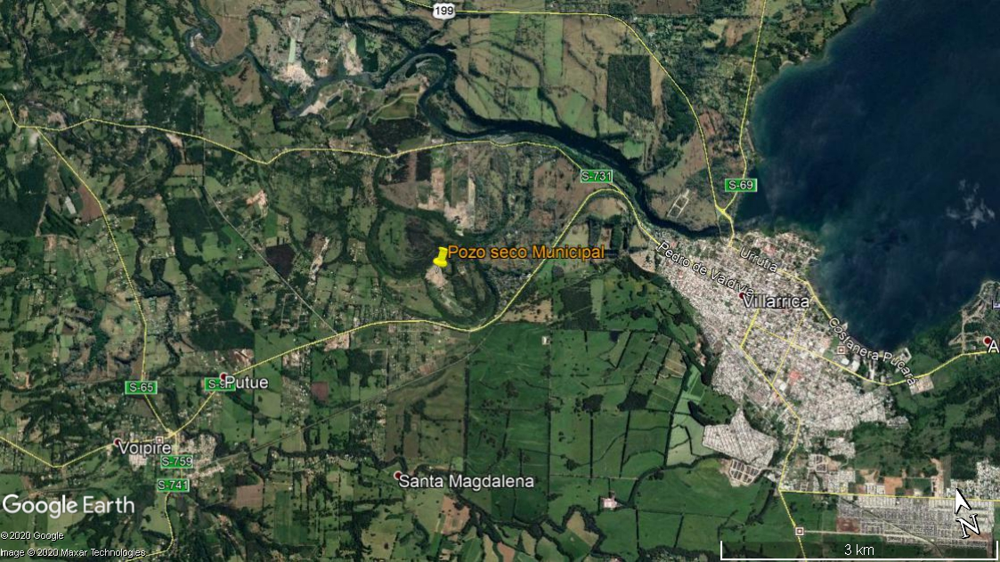 199
S-731
S-69
Pozo seco Municipal
Pedro de Valdivia
Urrutia
Villarrica
Costanera Pucara
A
S-65
Putue
Voipire
S-759
S-741
Santa Magdalena
Google Earth
©2020 Google
Image © 2020 Maxar Technologies
N
3 km